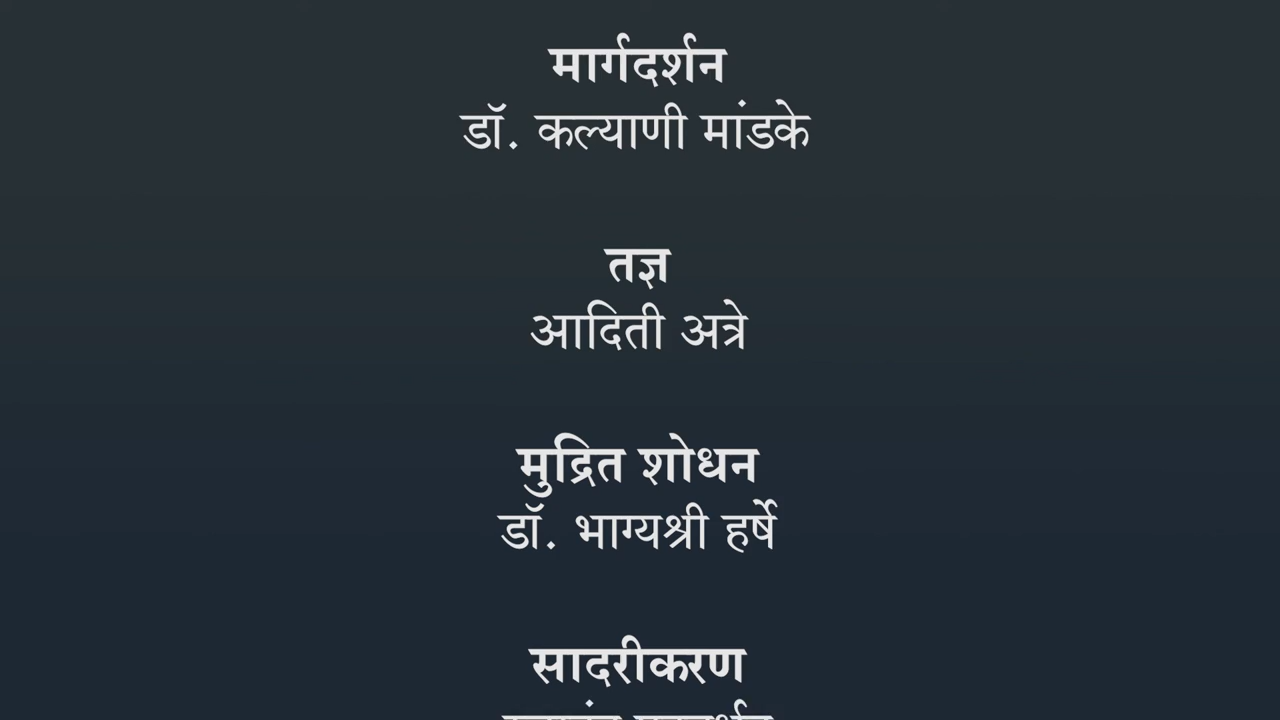 मार्गदर्शन
डॉ. कल्याणी मांडके
तज्ञ
आदिती अत्रे
मुद्रित शोधन
डॉ. भाग्यश्री हर्षे
सादरीकरण